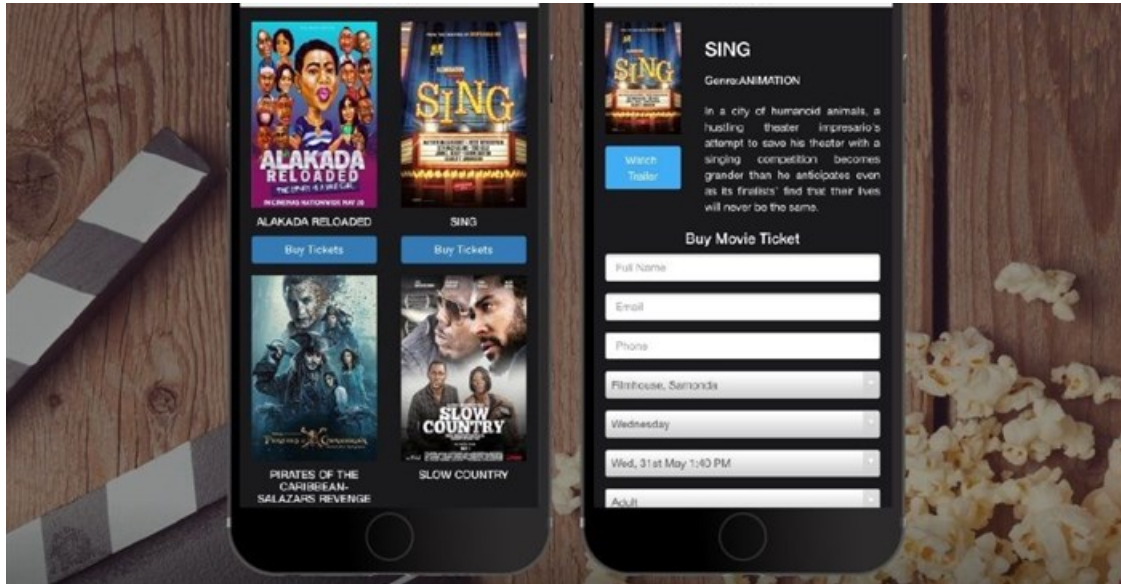 ALAKADA
RELOADED
IN CINEMAS NATIONWIDE MAY 26
ALAKADA RELOADED
Buy Tickets
SING
SING
Buy Tickets
PIRATES OF THE
CARIBBEAN-
SALAZARS REVENGE
SLOW
COUNTRY
SLOW COUNTRY
SING
SING
Genre:ANIMATION
In a city of humanoid animals, a
hustling theater impresario's
attempt to save his theater with a
singing competition becomes
grander than he anticipates even
as its finalists' find that their lives
will never be the same.
Watch
Trailer
Buy Movie Ticket
Full Name
Email
Phone
Filmhouse, Samonda
Wednesday
Wed, 31st May 1:40 PM
Adult